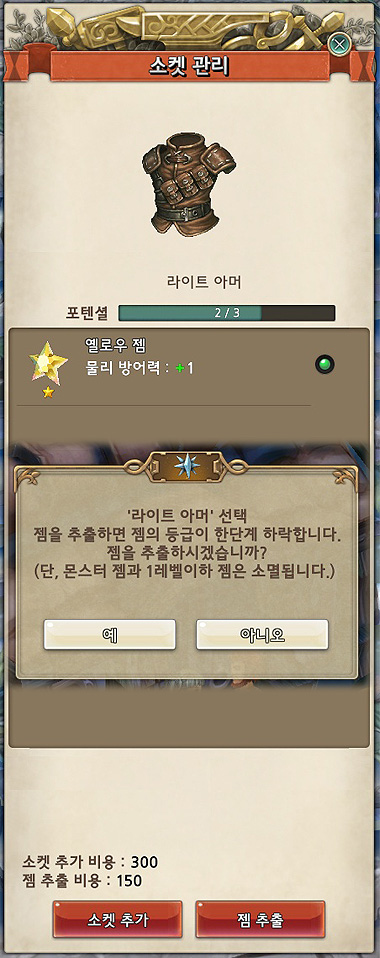 소켓 관리
라이트 아머
포텐셜
2 / 3
옐로우 젬
물리 방어력 : +1
'라이트 아머' 선택
젬을 추출하면 젬의 등급이 한단계 하락합니다.
젬을 추출하시겠습니까?
(단, 몬스터 젬과 1레벨이하 젬은 소멸됩니다.)
예
아니오
소켓 추가 비용 : 300
젬 추출 비용 : 150
소켓 추가
젬 추출